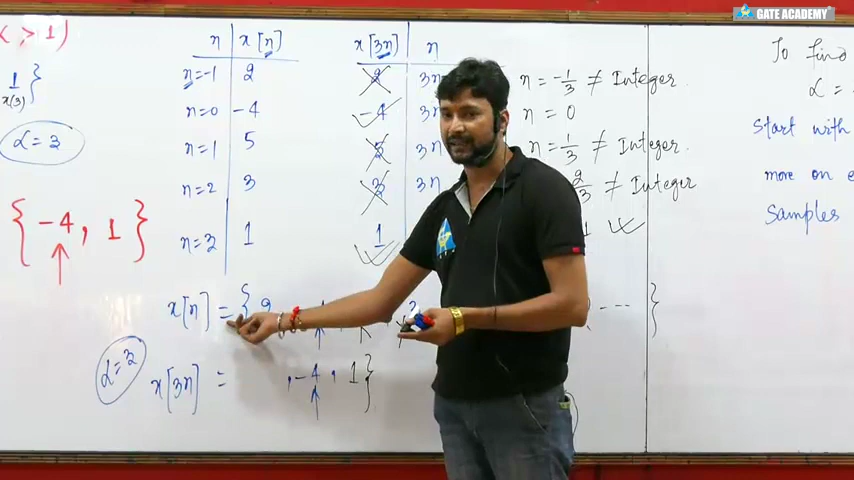 GATE ACADEMY
< > 1)
1
x(3)
}
α = 3
{ -4, 1 }
↑
n | x[n]
n=-1 | 2
n=0 | -4
n=1 | 5
n=2 | 3
n=3 | 1
x[3n] | n
2 | 3n
-4 | 3n
5 | 3n
3 | 3n
1
n = -1/3 ≠ Integer
n = 0
n = 1/3 ≠ Integer.
2/3 ≠ Integer
1
x[n] = { 2
--- }
α = 3
x[3n] = , -4 , 1 }
↑
To find
α =
Start with
more on e
Samples